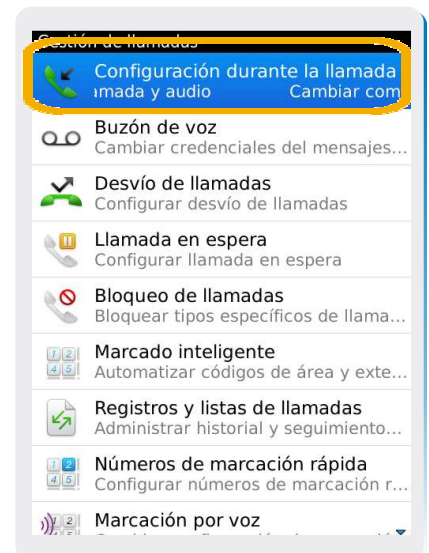 Gestión de llamadas
Configuración durante la llamada
amada y audio Cambiar com
Buzón de voz
Cambiar credenciales del mensajes...
Desvío de llamadas
Configurar desvío de llamadas
Llamada en espera
Configurar llamada en espera
Bloqueo de llamadas
Bloquear tipos específicos de llama...
Marcado inteligente
Automatizar códigos de área y exte...
Registros y listas de llamadas
Administrar historial y seguimiento...
Números de marcación rápida
Configurar números de marcación r...
Marcación por voz